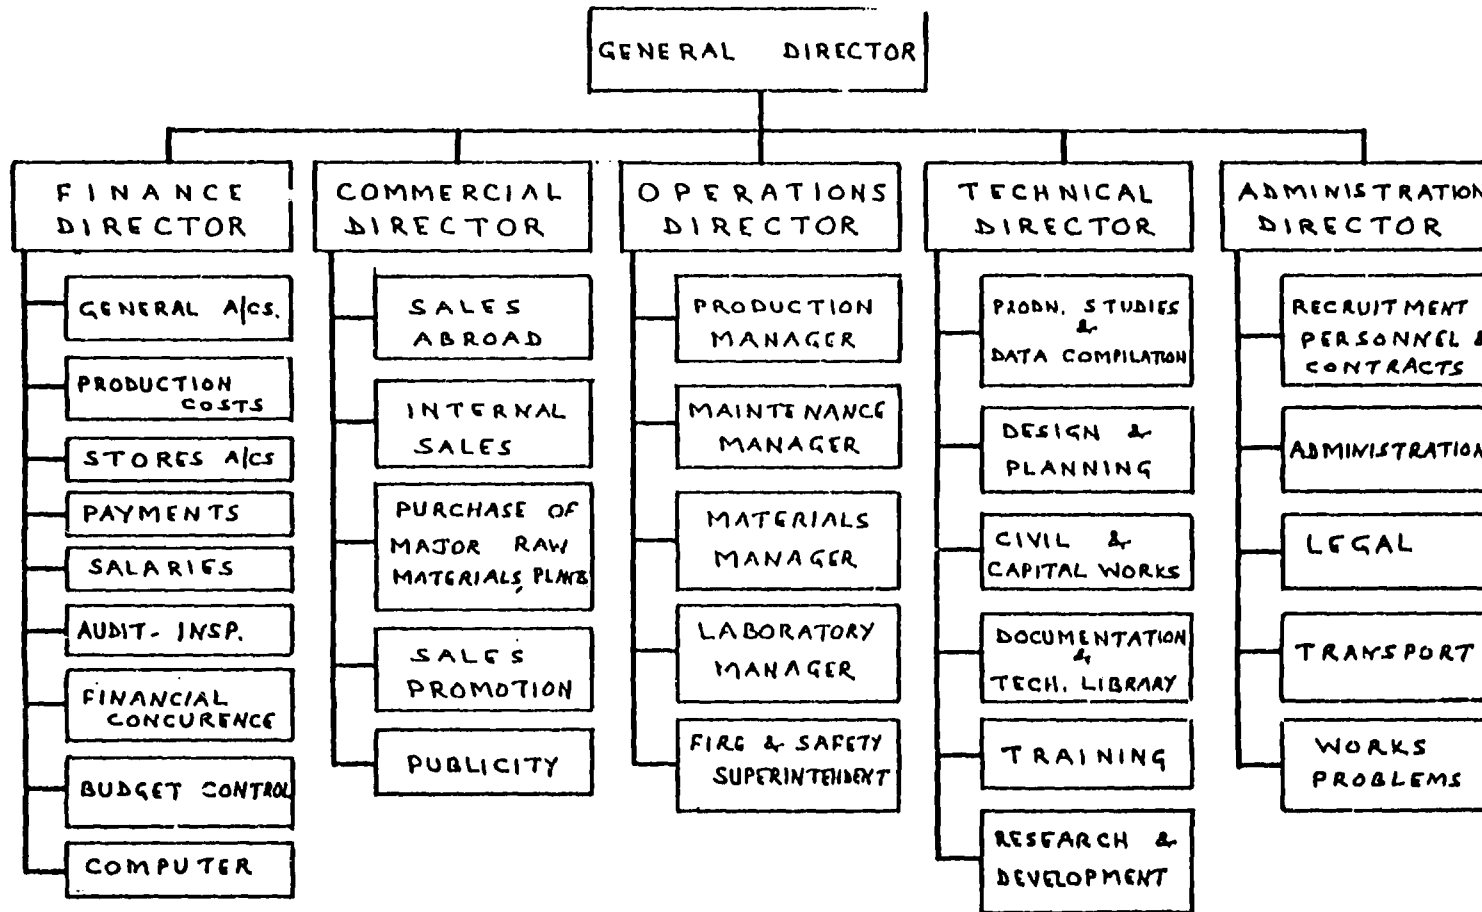 GENERAL DIRECTOR
FINANCE
DIRECTOR
GENERAL A/CS.
PRODUCTION
COSTS
STORES A/CS
PAYMENTS
SALARIES
AUDIT- INSP.
FINANCIAL
CONCURENCE
BUDGET CONTROL
COMPUTER
COMMERCIAL
DIRECTOR
SALES
ABROAD
INTERNAL
SALES
PURCHASE OF
MAJOR RAW
MATERIALS, PLANTS
SALES
PROMOTION
PUBLICITY
OPERATIONS
DIRECTOR
PRODUCTION
MANAGER
MAINTENANCE
MANAGER
MATERIALS
MANAGER
LABORATORY
MANAGER
FIRE & SAFETY
SUPERINTENDENT
TECHNICAL
DIRECTOR
PRODN. STUDIES
&
DATA COMPILATION
DESIGN &
PLANNING
CIVIL &
CAPITAL WORKS
DOCUMENTATION
&
TECH. LIBRARY
TRAINING
RESEARCH &
DEVELOPMENT
ADMINISTRATION
DIRECTOR
RECRUITMENT
PERSONNEL &
CONTRACTS
ADMINISTRATION
LEGAL
TRANSPORT
WORKS
PROBLEMS